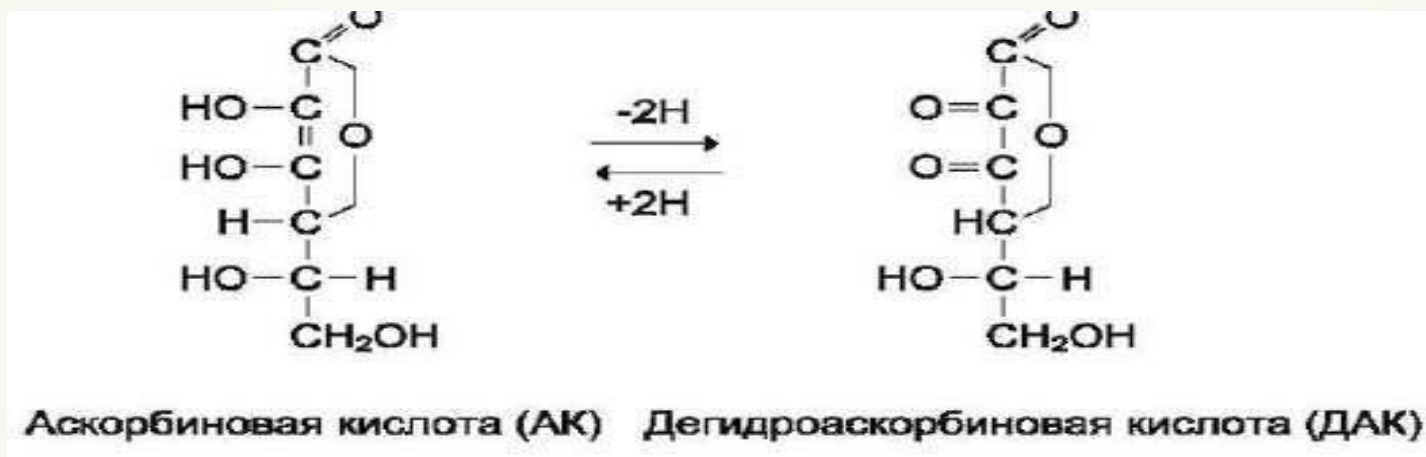 O O
C C
HO–C -2H O=C
O O
HO–C O=C
+2H
H–C HC
HO–C–H HO–C–H
CH₂OH CH₂OH
Аскорбиновая кислота (АК) Дегидроаскорбиновая кислота (ДАК)